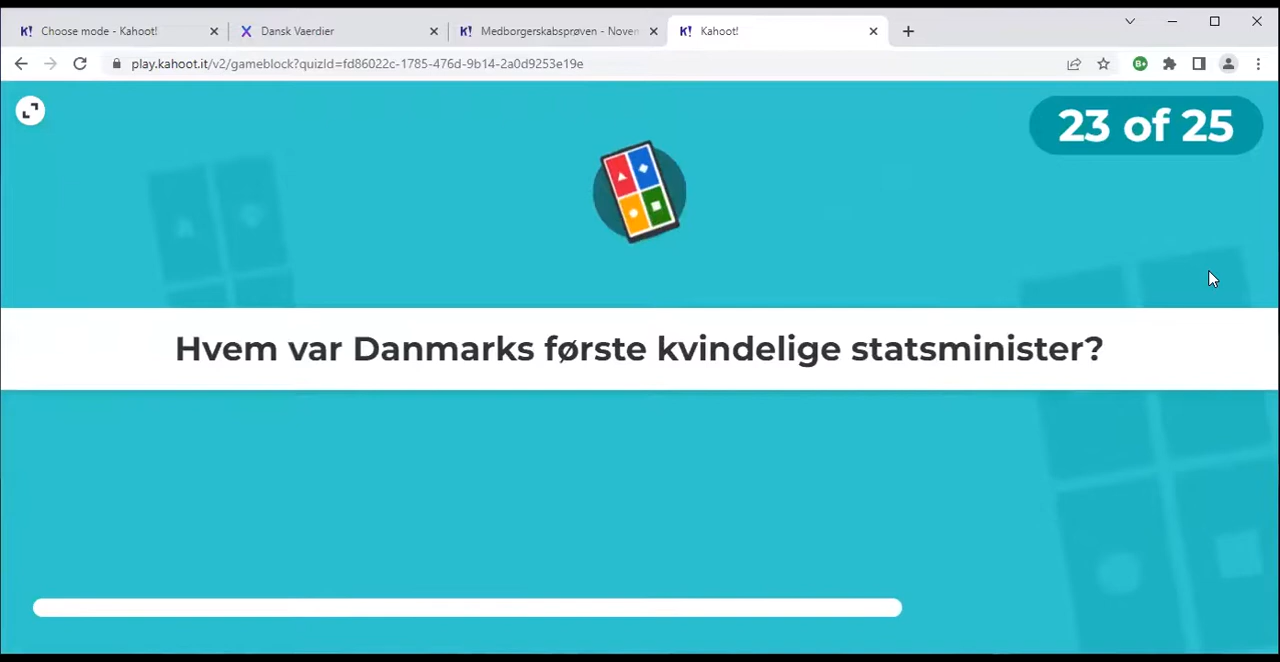 Choose mode - Kahoot!
Dansk Vaerdier
Medborgerskabsprøven - Noven
Kahoot!
play.kahoot.it/v2/gameblock?quizId=fd86022c-1785-476d-9b14-2a0d9253e19e
23 of 25
Hvem var Danmarks første kvindelige statsminister?